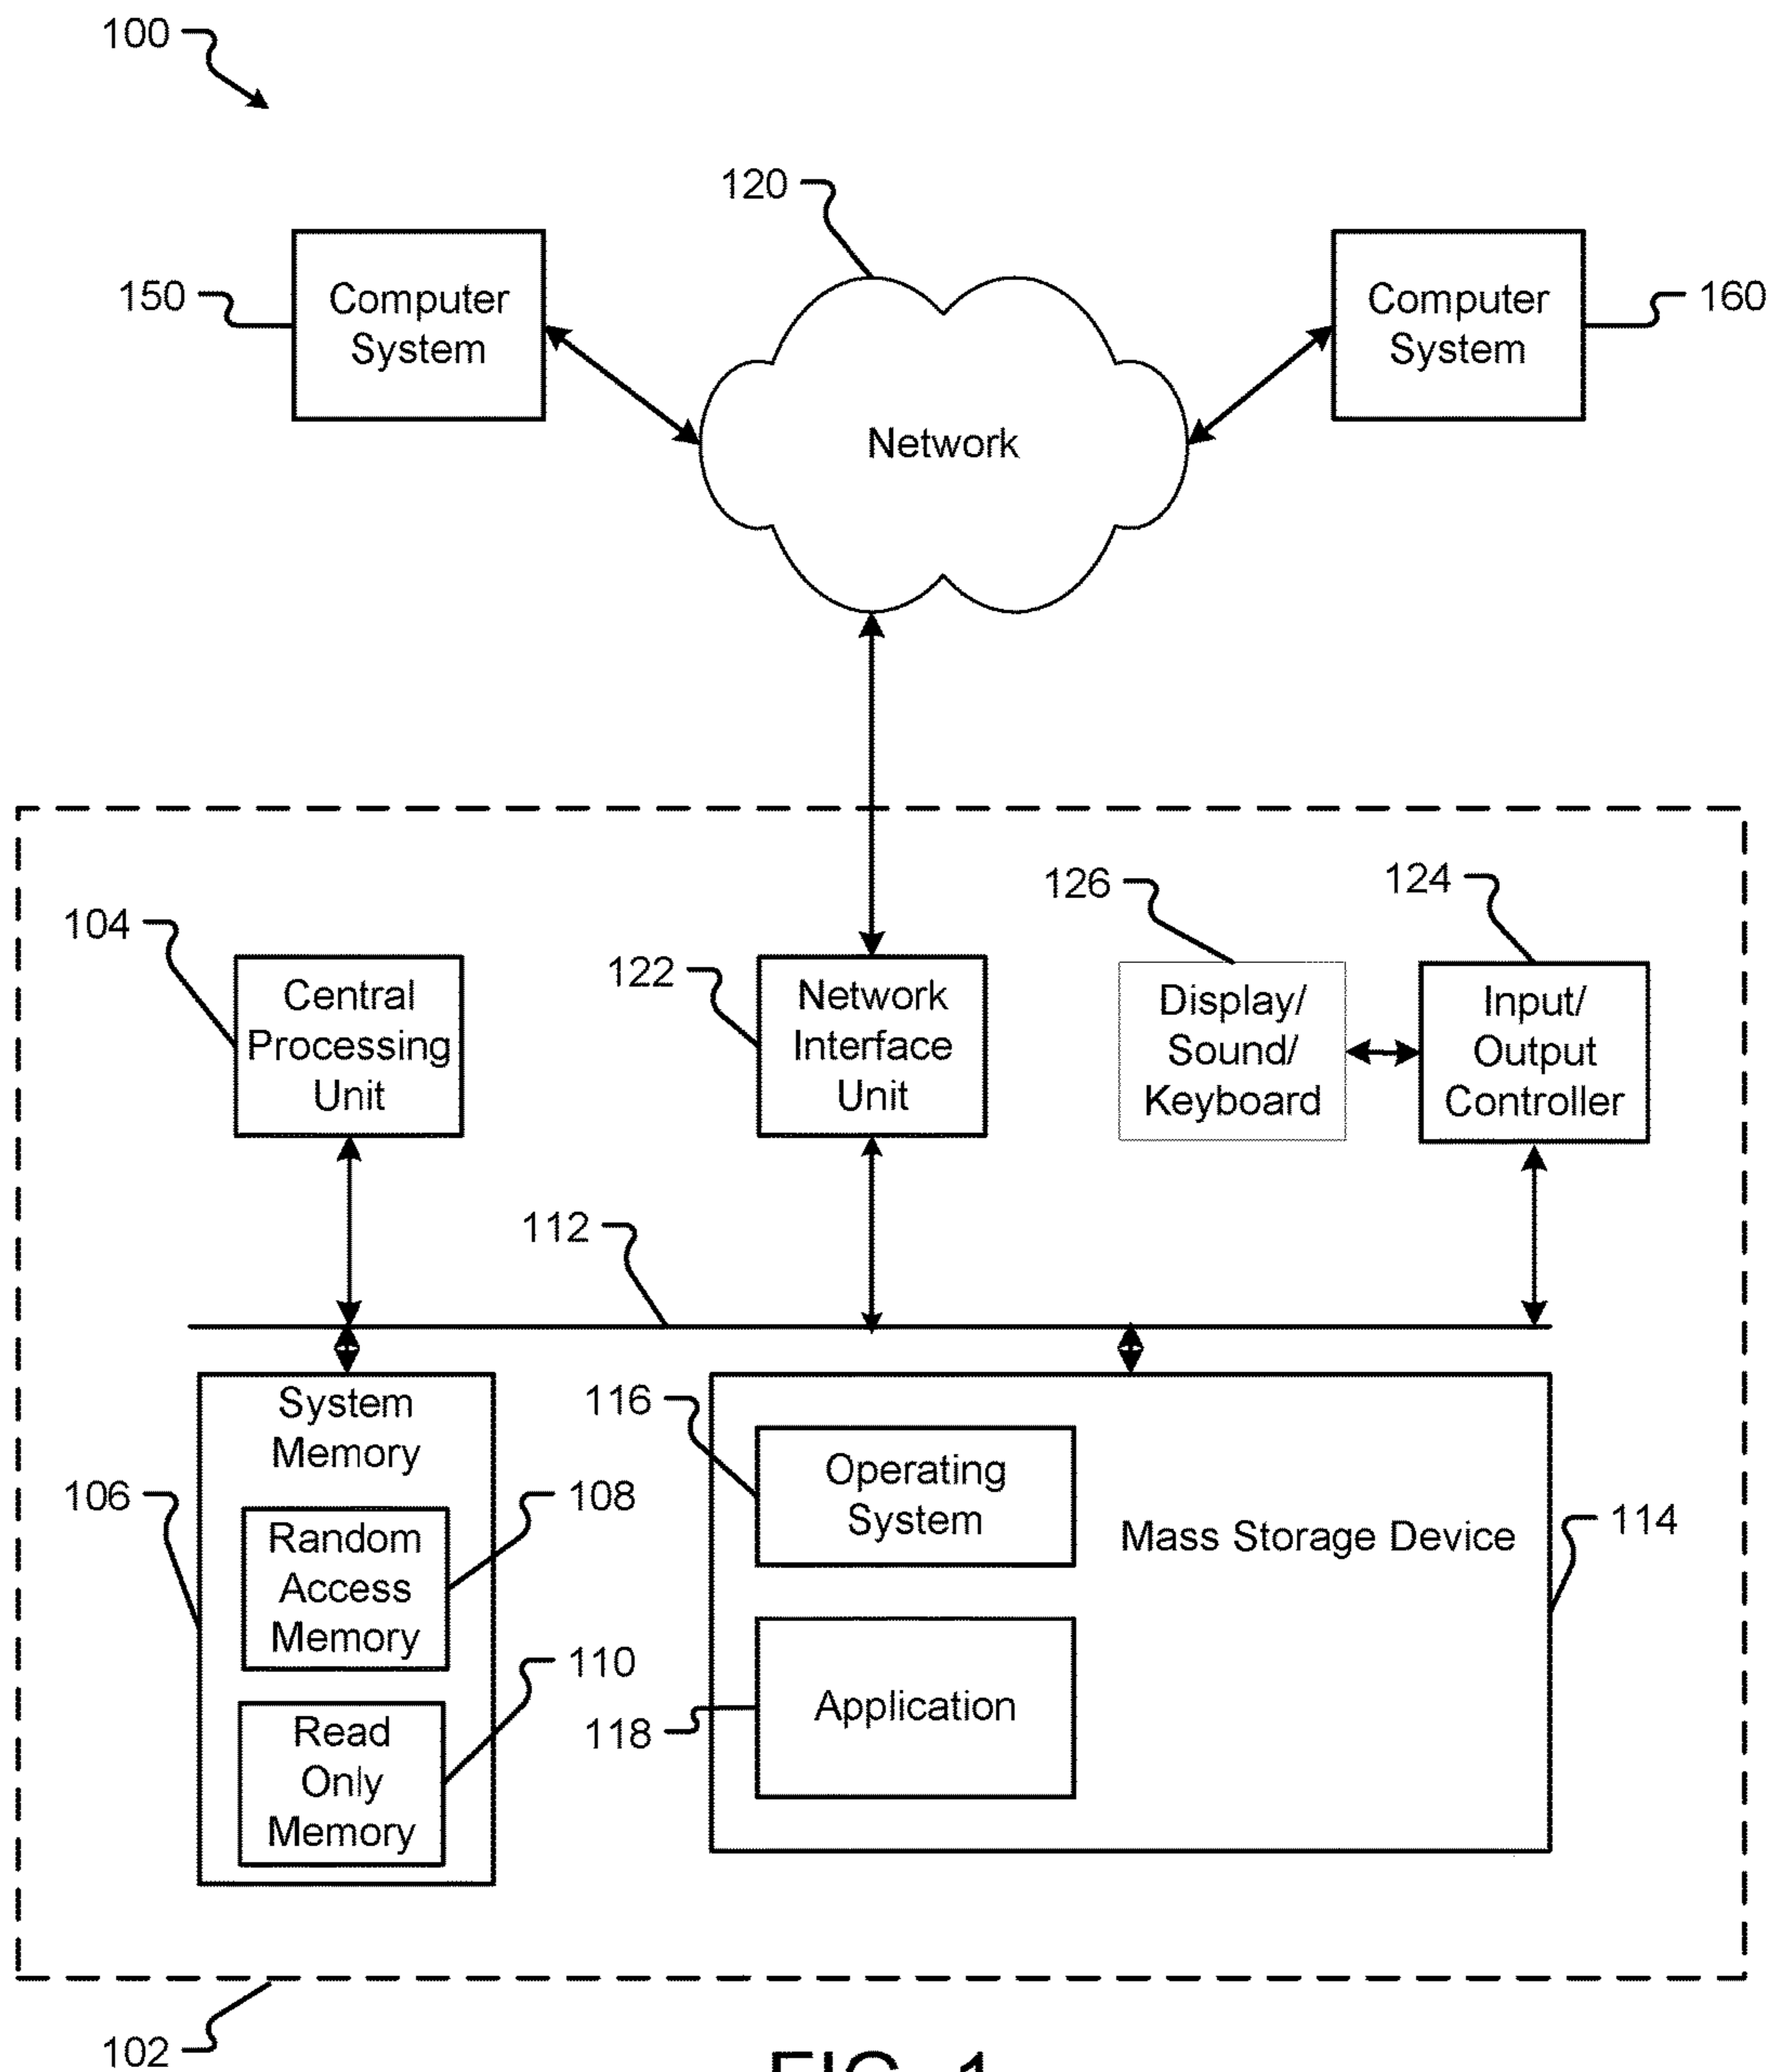 100
120
150
Computer
System
Computer
System
160
Network
104
Central
Processing
Unit
122
Network
Interface
Unit
126
Display/
Sound/
Keyboard
124
Input/
Output
Controller
112
System
Memory
106
Random
Access
Memory
108
Read
Only
Memory
110
116
Operating
System
Mass Storage Device
114
Application
118
102
FIG. 1